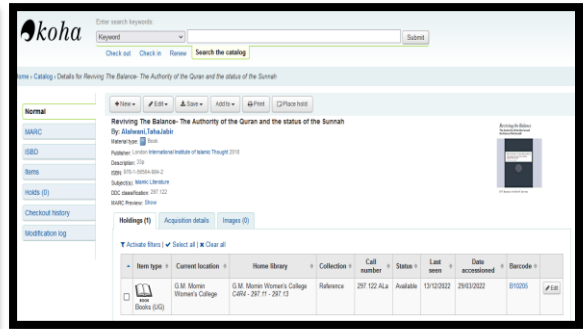 koha
Enter search keywords:
Keyword
Submit
Check out Check in Renew Search the catalog
Home › Catalog › Details for Reviving The Balance- The Authority of the Quran and the status of the Sunnah
Normal
MARC
ISBD
Items
Holds (0)
Checkout history
Modification log
New Edit Save Add to Print Place hold
Reviving The Balance- The Authority of the Quran and the status of the Sunnah
By: Alalwani,TahaJabir
Material type: Book
Publisher: London International Institute of Islamic Thought 2018
Description: 23p
Subject(s): Islamic Literature
DDC classification: 297.122
MARC Preview: Show
Reviving the Balance
Holdings (1) Acquisition details Images (0)
Activate filters | Select all | Clear all
Item type Current location Home library Collection Call number Status Last seen Date accessioned Barcode
BOOK
Books (UG) G.M. Momin Women's College G.M. Momin Women's College C4R4 - 297.11 - 297.13 Reference 297.122 ALa Available 13/12/2022 29/03/2022 B10205 Edit